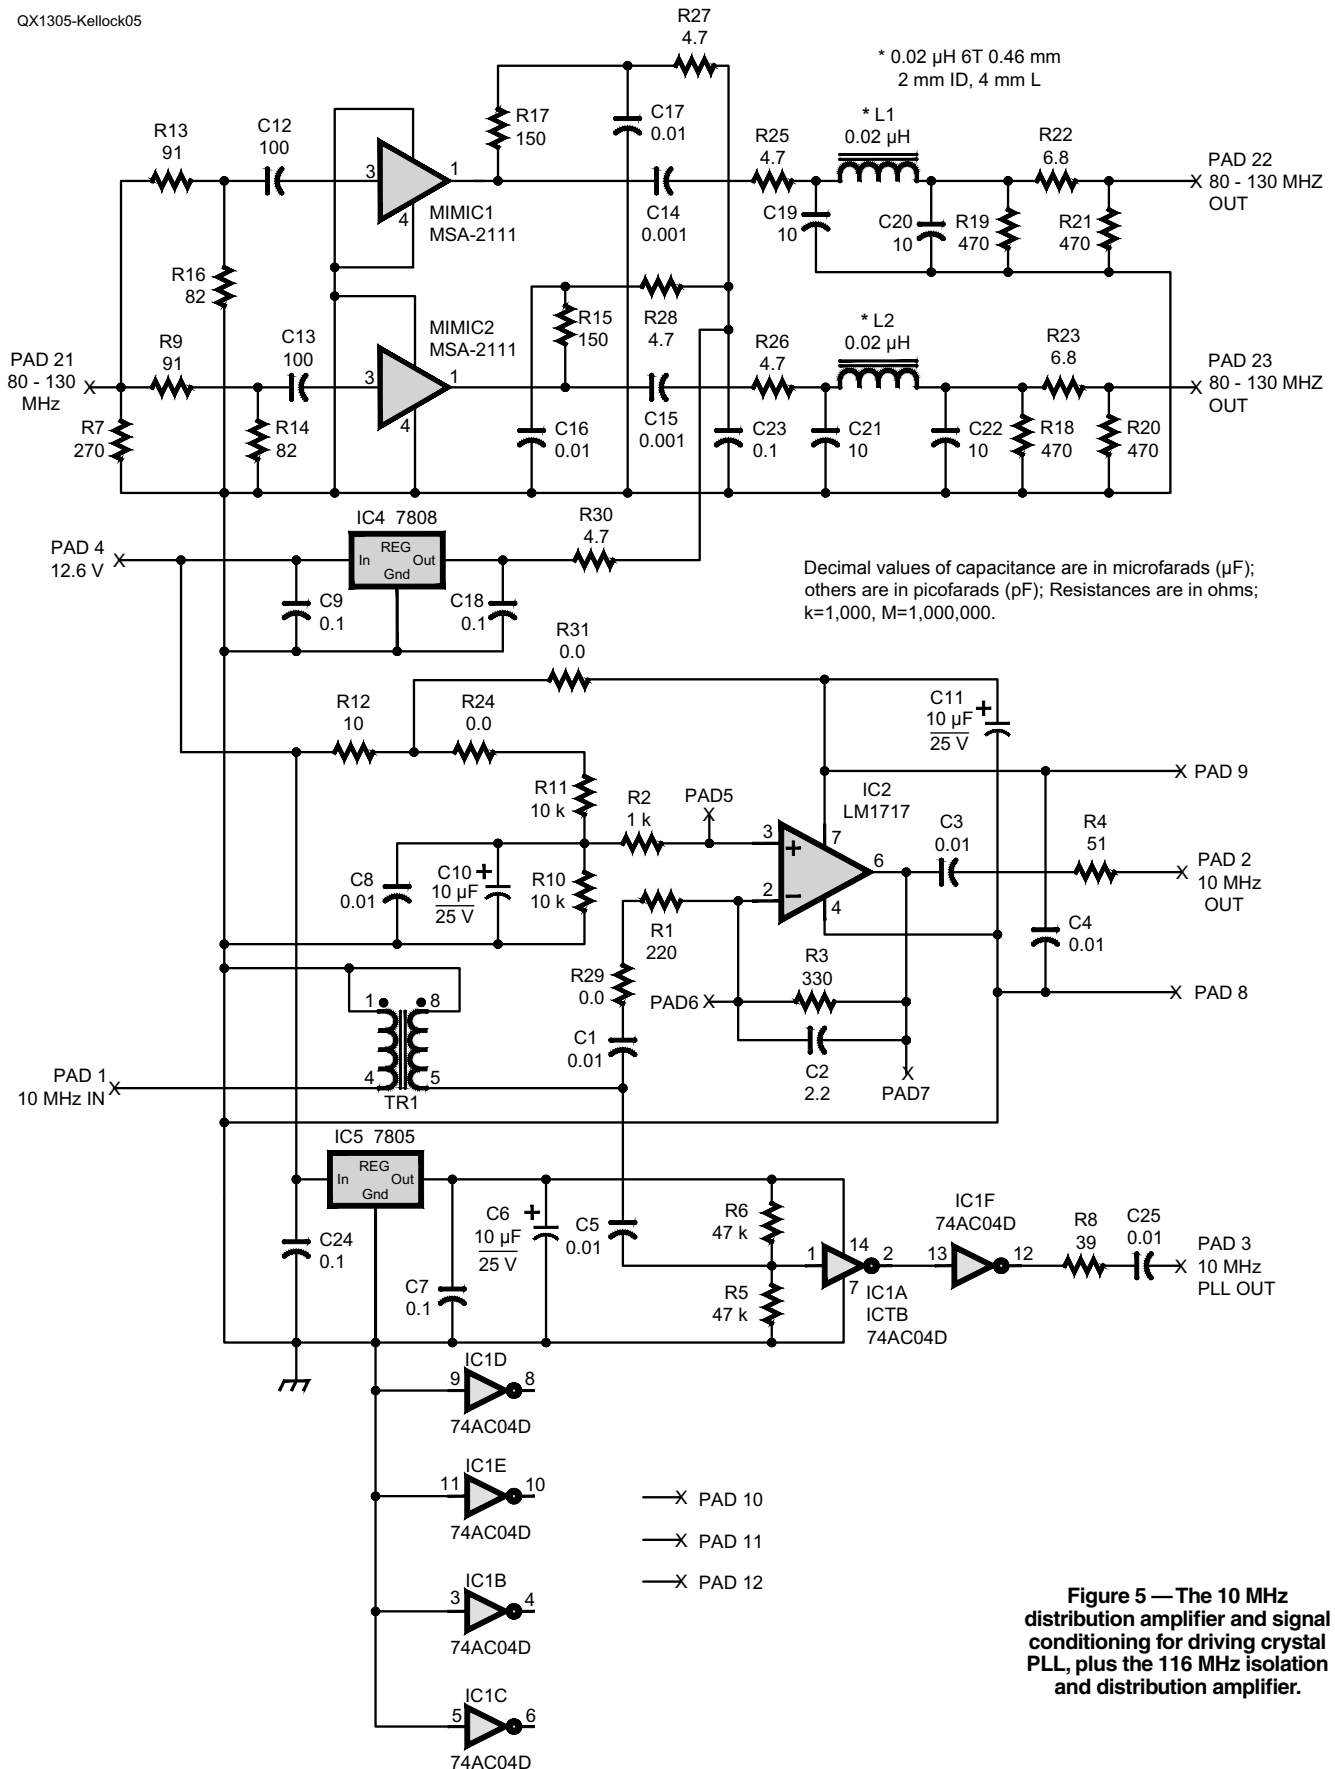 QX1305-Kellock05
R27
4.7
* 0.02 µH 6T 0.46 mm
2 mm ID, 4 mm L
R13
91
C12
100
R17
150
C17
0.01
R25
4.7
* L1
0.02 µH
R22
6.8
PAD 22
80 - 130 MHZ
OUT
3
1
4
MIMIC1
MSA-2111
C14
0.001
C19
10
C20
10
R19
470
R21
470
R16
82
R28
4.7
R15
150
PAD 21
80 - 130
MHz
R9
91
C13
100
MIMIC2
MSA-2111
3
1
4
R26
4.7
* L2
0.02 µH
R23
6.8
PAD 23
80 - 130 MHZ
OUT
R7
270
R14
82
C16
0.01
C15
0.001
C23
0.1
C21
10
C22
10
R18
470
R20
470
PAD 4
12.6 V
IC4 7808
REG
In
Out
Gnd
R30
4.7
C9
0.1
C18
0.1
Decimal values of capacitance are in microfarads (µF);
others are in picofarads (pF); Resistances are in ohms;
k=1,000, M=1,000,000.
R31
0.0
R12
10
R24
0.0
C11
10 µF
25 V
+
R11
10 k
R2
1 k
PAD5
IC2
LM1717
PAD 9
C8
0.01
C10
10 µF
25 V
+
R10
10 k
3
+
2
−
7
6
4
C3
0.01
R4
51
PAD 2
10 MHz
OUT
R1
220
C4
0.01
R29
0.0
PAD6
R3
330
PAD 8
1
8
4
5
TR1
C1
0.01
C2
2.2
PAD7
PAD 1
10 MHz IN
IC5 7805
REG
In
Out
Gnd
C24
0.1
C7
0.1
C6
10 µF
25 V
+
C5
0.01
R6
47 k
R5
47 k
1
14
2
7
IC1A
ICTB
74AC04D
IC1F
74AC04D
13
12
R8
39
C25
0.01
PAD 3
10 MHz
PLL OUT
IC1D
9
8
74AC04D
IC1E
11
10
74AC04D
PAD 10
PAD 11
PAD 12
IC1B
3
4
74AC04D
IC1C
5
6
74AC04D
Figure 5 — The 10 MHz
distribution amplifier and signal
conditioning for driving crystal
PLL, plus the 116 MHz isolation
and distribution amplifier.